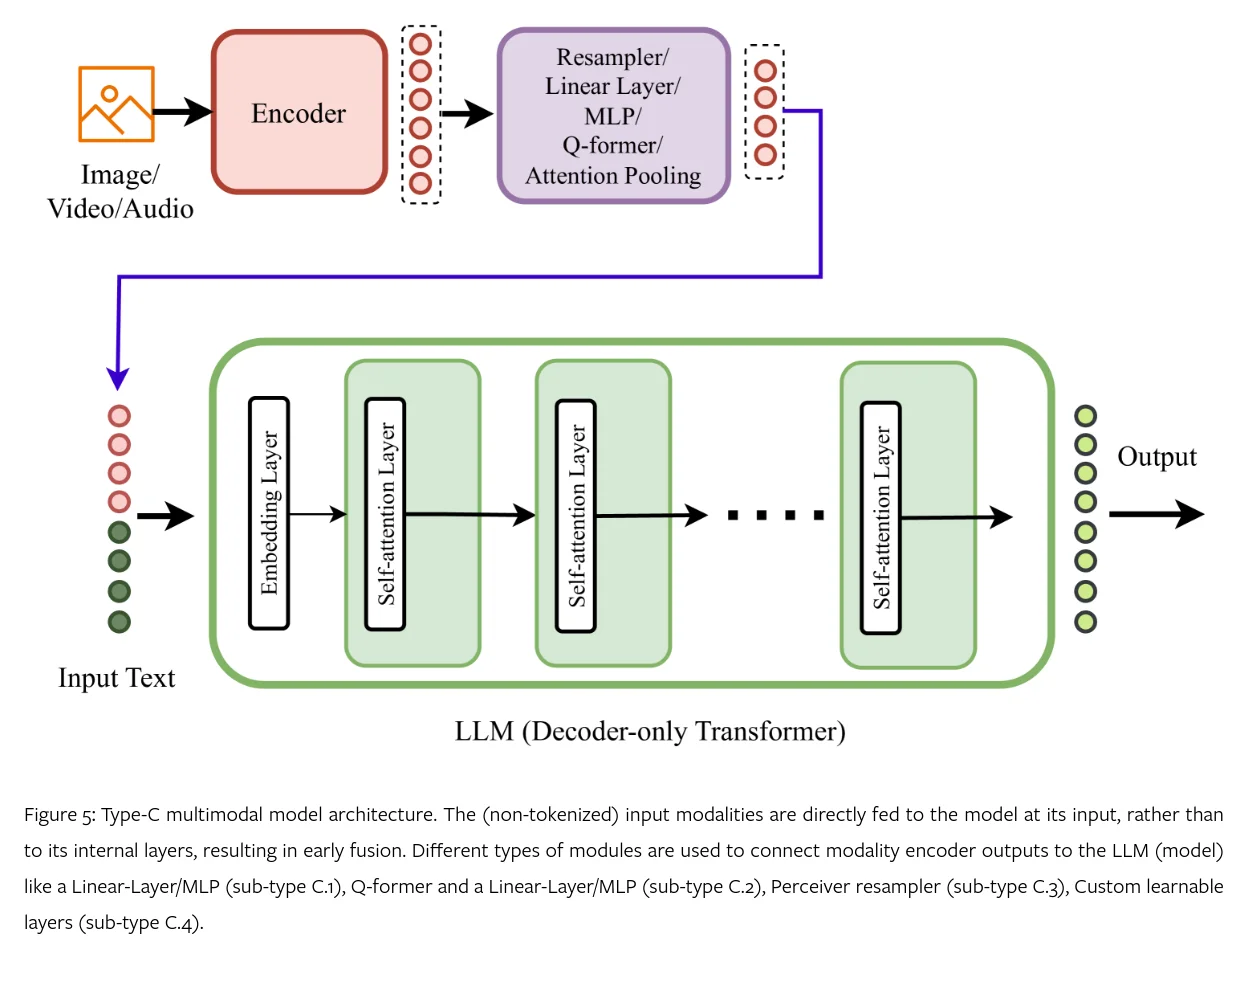 Image/
Video/Audio
Encoder
Resampler/
Linear Layer/
MLP/
Q-former/
Attention Pooling
Input Text
Embedding Layer
Self-attention Layer
Self-attention Layer
Self-attention Layer
Output
LLM (Decoder-only Transformer)
Figure 5: Type-C multimodal model architecture. The (non-tokenized) input modalities are directly fed to the model at its input, rather than
to its internal layers, resulting in early fusion. Different types of modules are used to connect modality encoder outputs to the LLM (model)
like a Linear-Layer/MLP (sub-type C.1), Q-former and a Linear-Layer/MLP (sub-type C.2), Perceiver resampler (sub-type C.3), Custom learnable
layers (sub-type C.4).